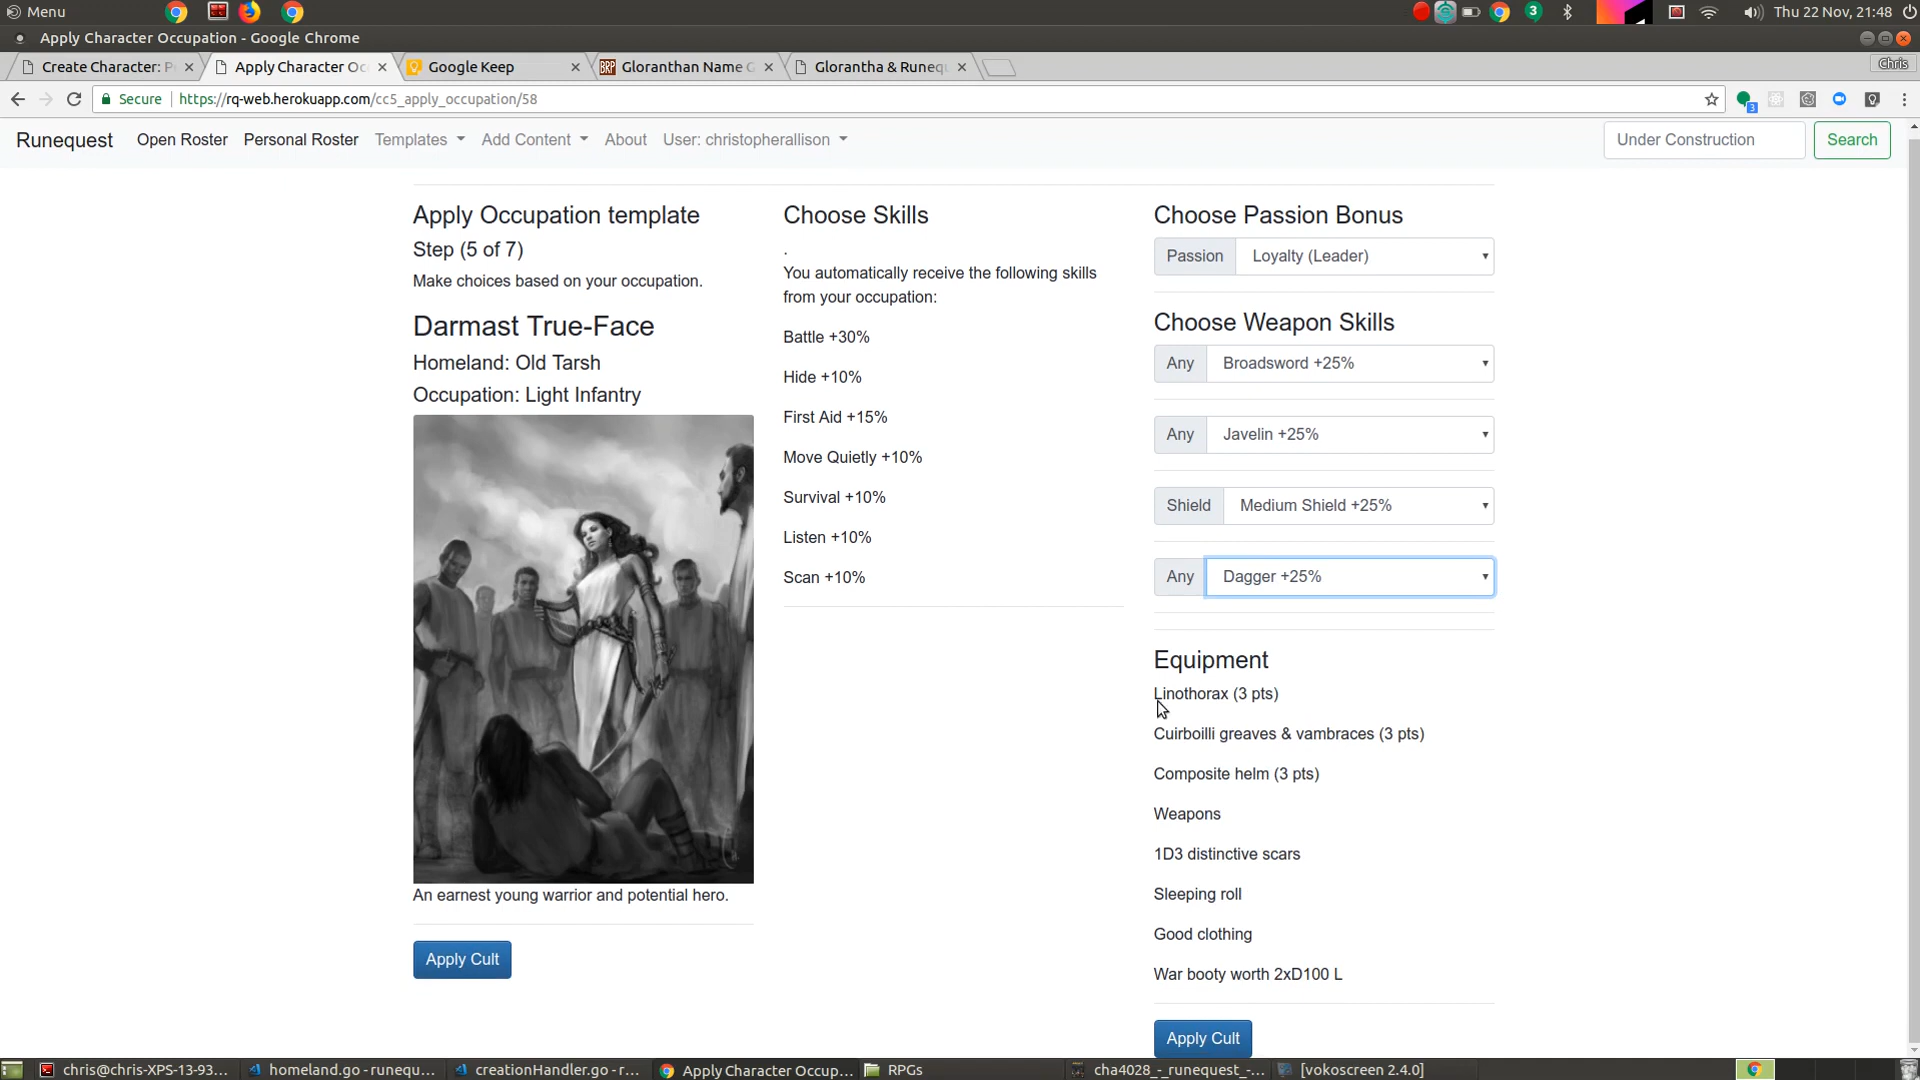 Menu
3
Thu 22 Nov, 21:48
Apply Character Occupation - Google Chrome
Create Character: P
Apply Character Oc
Google Keep
BRP
Gloranthan Name G
Glorantha & Runequ
Chris
Secure
https://rq-web.herokuapp.com/cc5_apply_occupation/58
3
Runequest
Open Roster
Personal Roster
Templates
Add Content
About
User: christopherallison
Under Construction
Search
Apply Occupation template
Step (5 of 7)
Make choices based on your occupation.
Darmast True-Face
Homeland: Old Tarsh
Occupation: Light Infantry
An earnest young warrior and potential hero.
Apply Cult
Choose Skills
.
You automatically receive the following skills
from your occupation:
Battle +30%
Hide +10%
First Aid +15%
Move Quietly +10%
Survival +10%
Listen +10%
Scan +10%
Choose Passion Bonus
Passion Loyalty (Leader)
Choose Weapon Skills
Any Broadsword +25%
Any Javelin +25%
Shield Medium Shield +25%
Any Dagger +25%
Equipment
Linothorax (3 pts)
Cuirboilli greaves & vambraces (3 pts)
Composite helm (3 pts)
Weapons
1D3 distinctive scars
Sleeping roll
Good clothing
War booty worth 2xD100 L
Apply Cult
chris@chris-XPS-13-93...
homeland.go - runequ...
creationHandler.go - r...
Apply Character Occup...
RPGs
cha4028_-_runequest_-...
[vokoscreen 2.4.0]